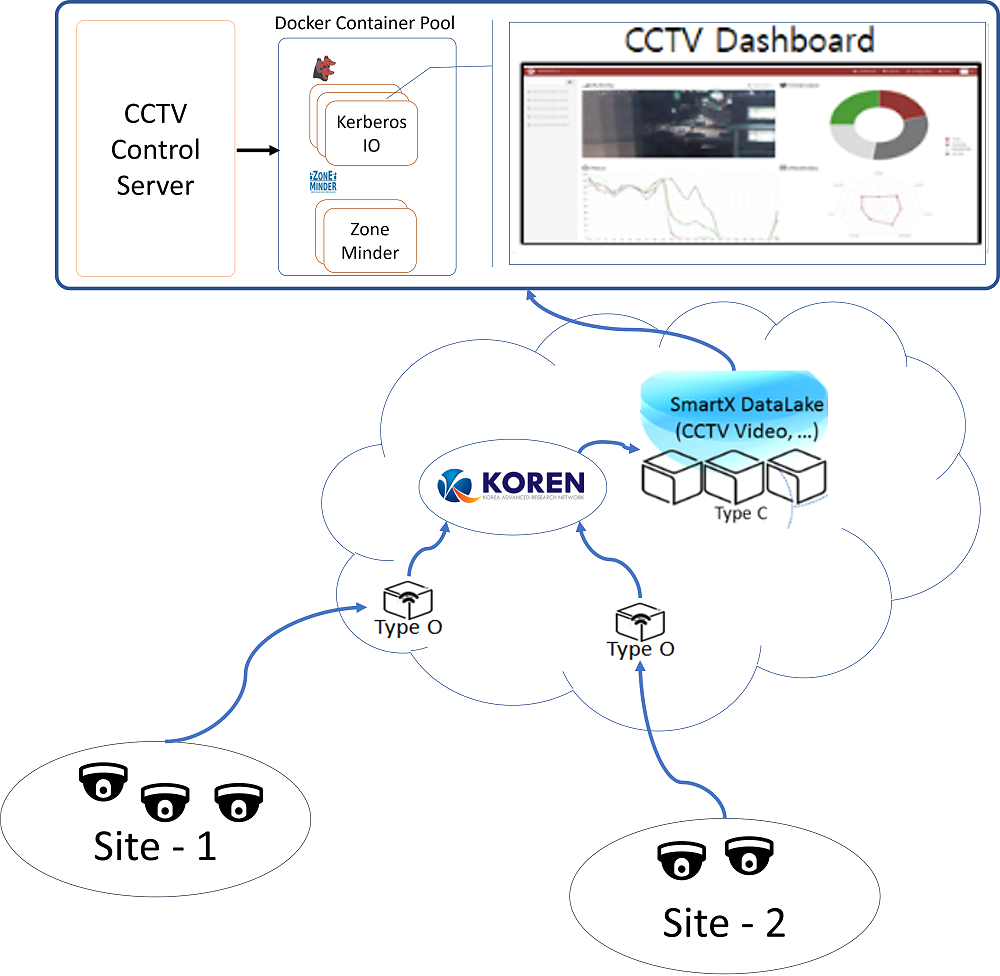 Docker Container Pool
CCTV
Control
Server
Kerberos
IO
ZONE
MINDER
Zone
Minder
CCTV Dashboard
SmartX DataLake
(CCTV Video, ...)
Type C
KOREN
KOREA ADVANCED RESEARCH NETWORK
Type O
Type O
Site - 1
Site - 2